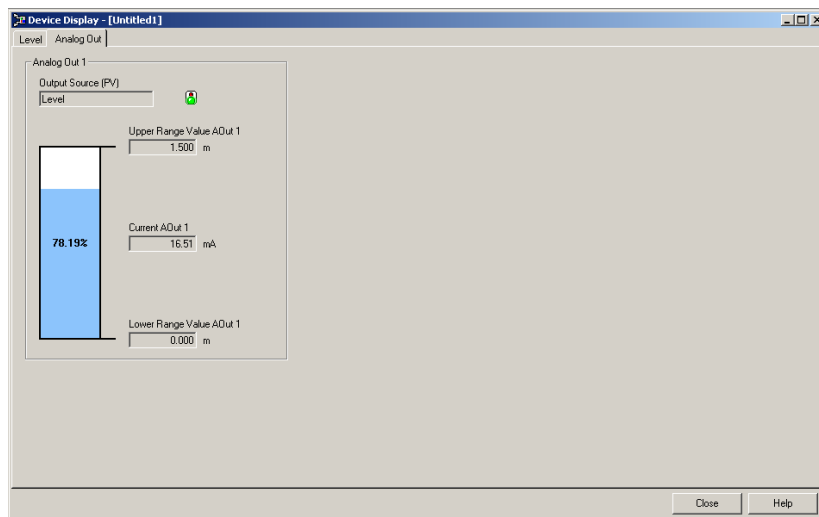 Device Display - [Untitled1]
Level Analog Out
Analog Out 1
Output Source (PV)
Level
Upper Range Value AOut 1
1.500 m
Current AOut 1
78.19% 16.51 mA
Lower Range Value AOut 1
0.000 m
Close Help